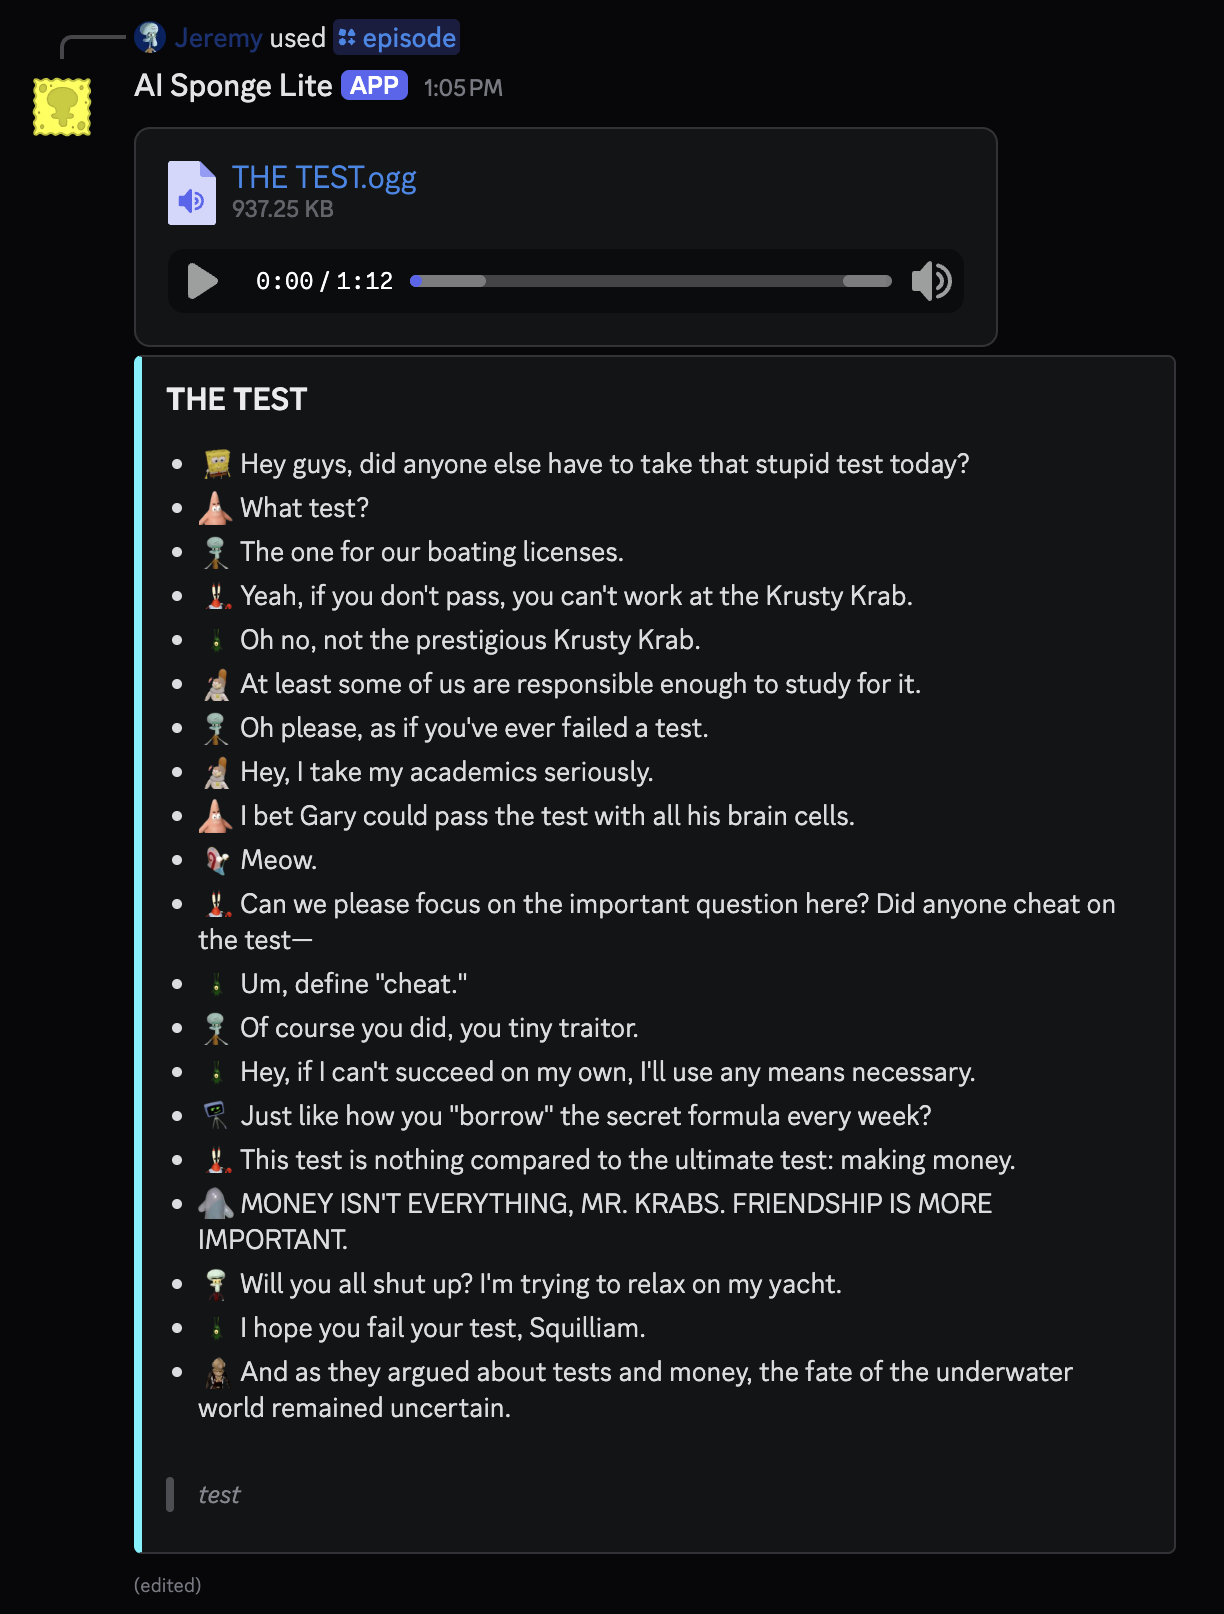 Jeremy used episode
AI Sponge Lite APP 1:05 PM
THE TEST.ogg
937.25 KB
0:00 / 1:12
THE TEST
Hey guys, did anyone else have to take that stupid test today?
What test?
The one for our boating licenses.
Yeah, if you don't pass, you can't work at the Krusty Krab.
Oh no, not the prestigious Krusty Krab.
At least some of us are responsible enough to study for it.
Oh please, as if you've ever failed a test.
Hey, I take my academics seriously.
I bet Gary could pass the test with all his brain cells.
Meow.
Can we please focus on the important question here? Did anyone cheat on
the test—
Um, define "cheat."
Of course you did, you tiny traitor.
Hey, if I can't succeed on my own, I'll use any means necessary.
Just like how you "borrow" the secret formula every week?
This test is nothing compared to the ultimate test: making money.
MONEY ISN'T EVERYTHING, MR. KRABS. FRIENDSHIP IS MORE
IMPORTANT.
Will you all shut up? I'm trying to relax on my yacht.
I hope you fail your test, Squilliam.
And as they argued about tests and money, the fate of the underwater
world remained uncertain.
test
(edited)